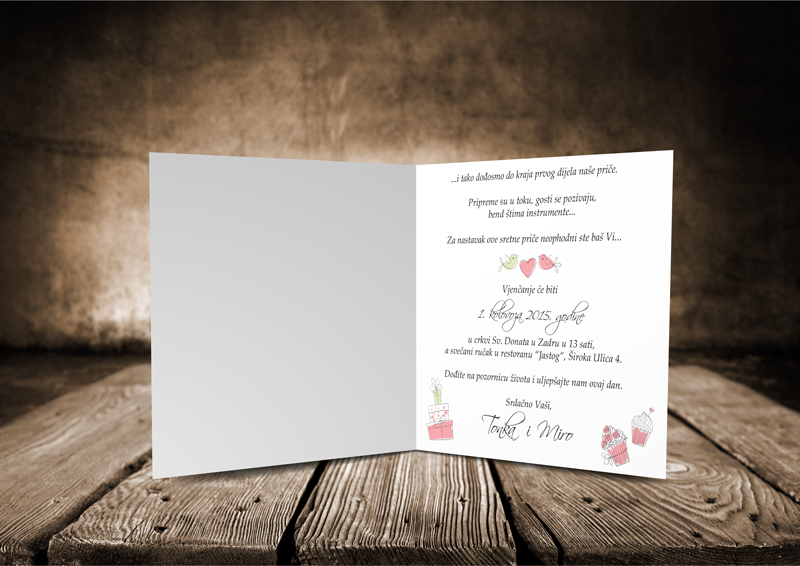 ...i tako dođosmo do kraja prvog dijela naše priče.
Pripreme su u toku, gosti se pozivaju,
bend štima instrumente...
Za nastavak ove sretne priče neophodni ste baš Vi...
Vjenčanje će biti
1. kolovoza 2015. godine
u crkvi Sv. Donata u Zadru u 13 sati,
a svečani ručak u restoranu “Jastog”, Široka Ulica 4.
Dođite na pozornicu života i uljepšajte nam ovaj dan.
Srdačno Vaši,
Tonka i Miro